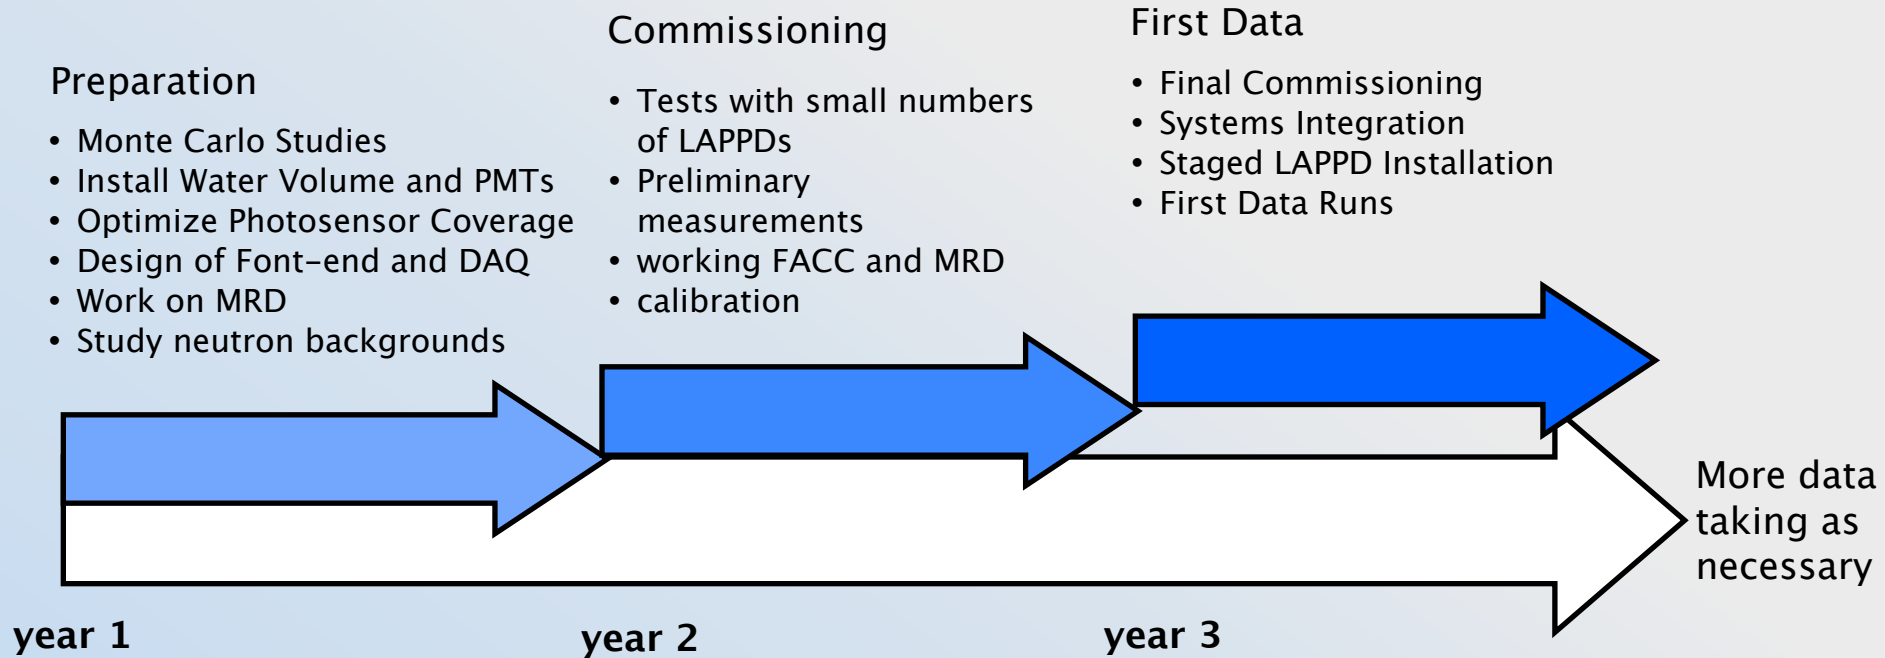 Preparation
• Monte Carlo Studies
• Install Water Volume and PMTs
• Optimize Photosensor Coverage
• Design of Font-end and DAQ
• Work on MRD
• Study neutron backgrounds
Commissioning
• Tests with small numbers
of LAPPDs
• Preliminary
measurements
• working FACC and MRD
• calibration
First Data
• Final Commissioning
• Systems Integration
• Staged LAPPD Installation
• First Data Runs
More data
taking as
necessary
year 1
year 2
year 3